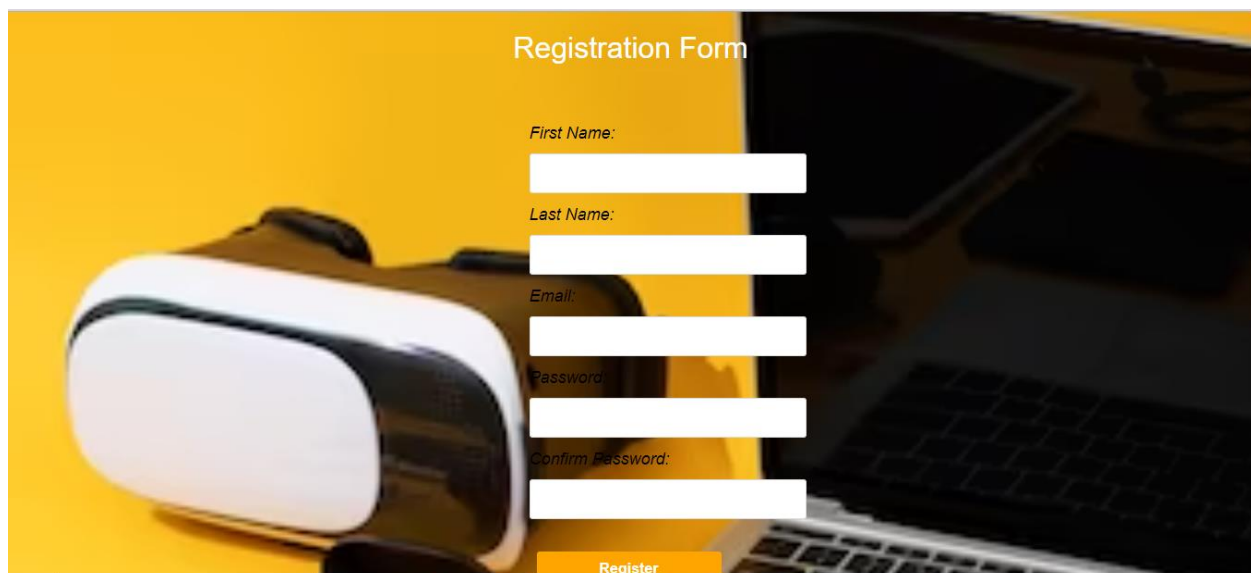 Registration Form
First Name:
Last Name:
Email:
Password:
Confirm Password:
Register